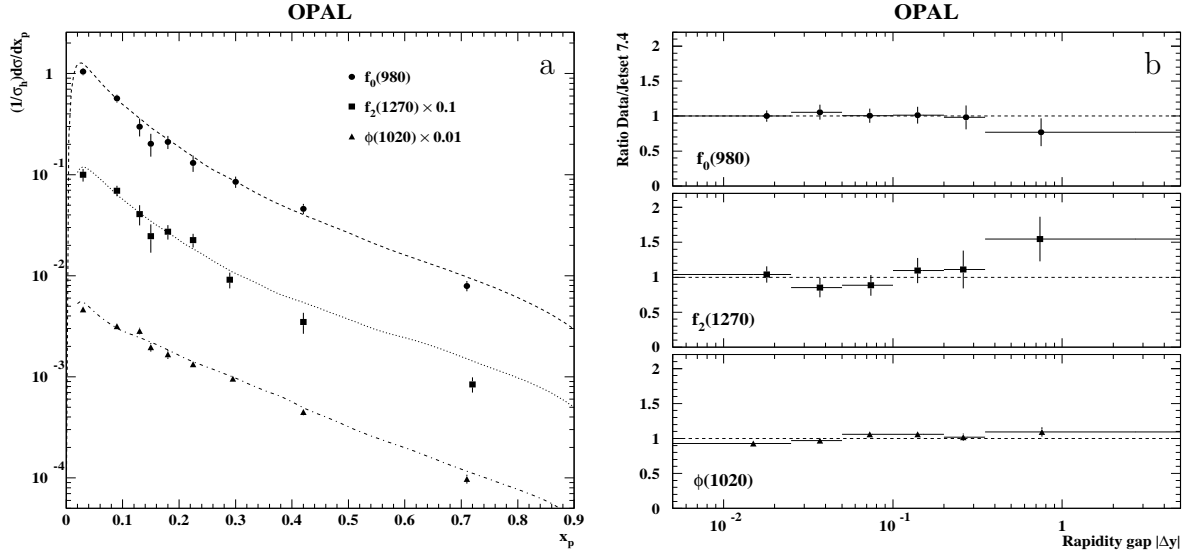 OPAL
(1/σₕ)dσ/dxₚ
a
f₀(980)
f₂(1270) × 0.1
φ(1020) × 0.01
1
10⁻¹
10⁻²
10⁻³
10⁻⁴
0 0.1 0.2 0.3 0.4 0.5 0.6 0.7 0.8 0.9
xₚ
OPAL
Ratio Data/Jetset 7.4
b
2
1.5
1
0.5
0
f₀(980)
2
1.5
1
0.5
0
f₂(1270)
2
1.5
1
0.5
0
φ(1020)
10⁻² 10⁻¹ 1
Rapidity gap |Δy|